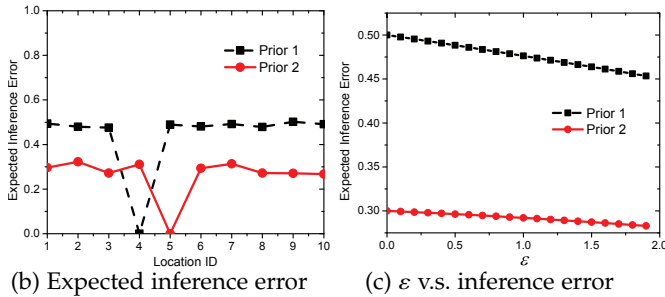 1.0
0.8
0.6
0.4
0.2
0.0
Expected Inference Error
Prior 1
Prior 2
1 2 3 4 5 6 7 8 9 10
Location ID
(b) Expected inference error
0.50
0.45
0.35
0.30
Expected Inference Error
Prior 1
Prior 2
0.0 0.5 1.0 1.5 2.0
ε
(c) ε v.s. inference error